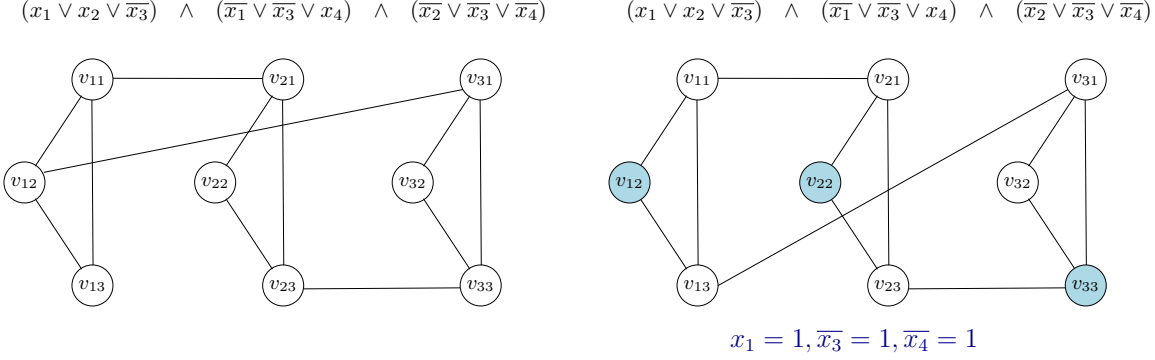 (x₁ ∨ x₂ ∨ x̅₃) ∧ (x̅₁ ∨ x̅₃ ∨ x₄) ∧ (x̅₂ ∨ x̅₃ ∨ x̅₄)
v₁₁ v₂₁ v₃₁
v₁₂ v₂₂ v₃₂
v₁₃ v₂₃ v₃₃
(x₁ ∨ x₂ ∨ x̅₃) ∧ (x̅₁ ∨ x̅₃ ∨ x₄) ∧ (x̅₂ ∨ x̅₃ ∨ x̅₄)
v₁₁ v₂₁ v₃₁
v₁₂ v₂₂ v₃₂
v₁₃ v₂₃ v₃₃
x₁ = 1, x̅₃ = 1, x̅₄ = 1